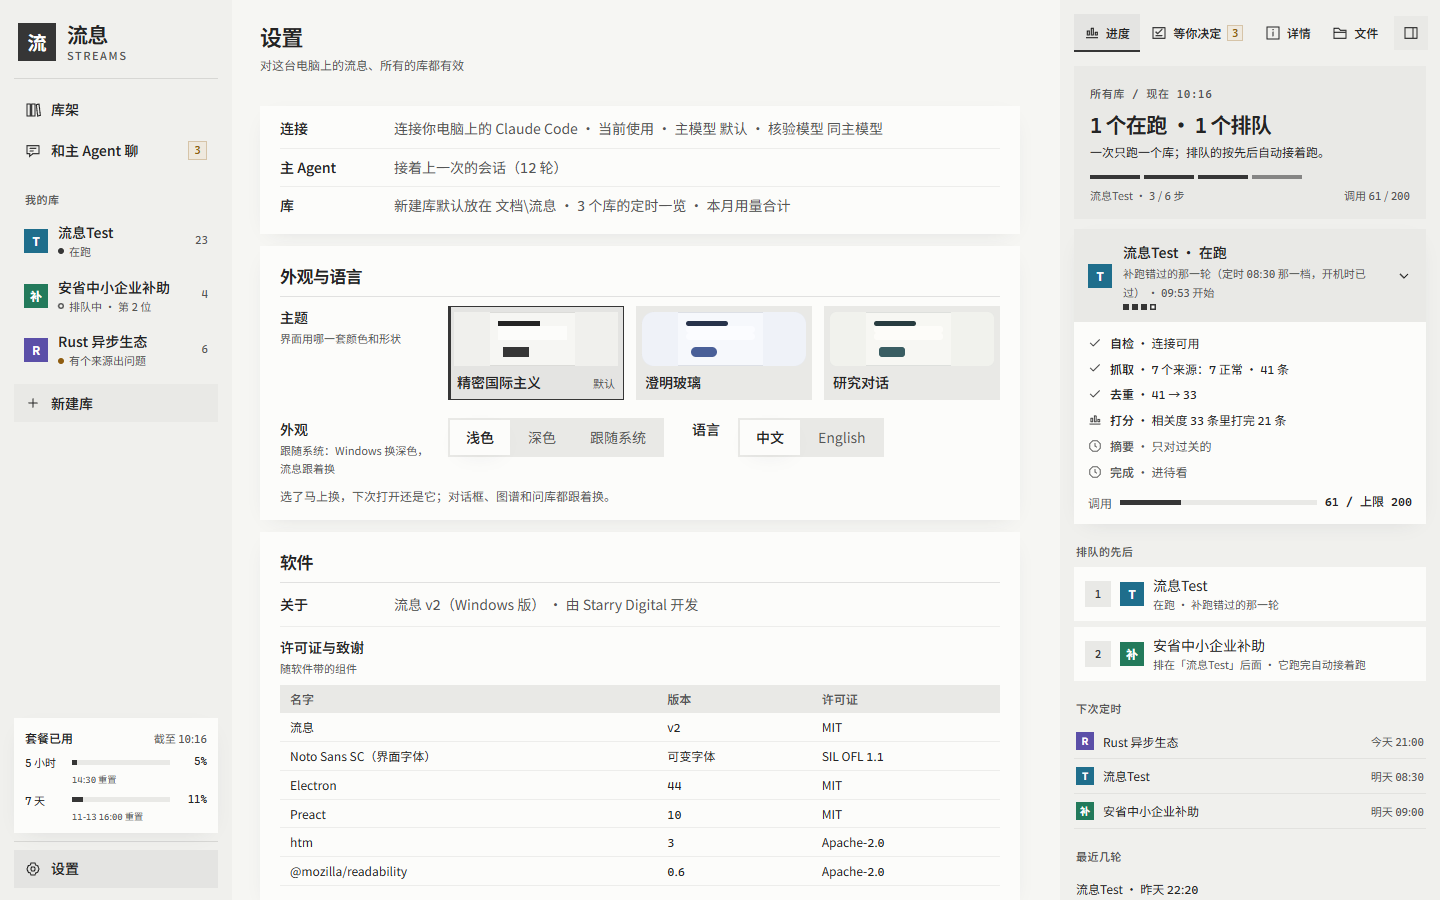 流 流息
STREAMS
库架
和主 Agent 聊 3
我的库
T 流息Test 23
在跑
补 安省中小企业补助 4
排队中 · 第 2 位
R Rust 异步生态 6
有个来源出问题
+ 新建库
套餐已用 截至 10:16
5 小时 5%
14:30 重置
7 天 11%
11-13 16:00 重置
设置
设置
对这台电脑上的流息、所有的库都有效
连接 连接你电脑上的 Claude Code · 当前使用 · 主模型 默认 · 核验模型 同主模型
主 Agent 接着上一次的会话（12 轮）
库 新建库默认放在 文档\流息 · 3 个库的定时一览 · 本月用量合计
外观与语言
主题
界面用哪一套颜色和形状
精密国际主义 默认
澄明玻璃
研究对话
外观
跟随系统：Windows 换深色，
流息跟着换
浅色 深色 跟随系统
语言 中文 English
选了马上换，下次打开还是它；对话框、图谱和问库都跟着换。
软件
关于 流息 v2（Windows 版） · 由 Starry Digital 开发
许可证与致谢
随软件带的组件
名字 版本 许可证
流息 v2 MIT
Noto Sans SC（界面字体） 可变字体 SIL OFL 1.1
Electron 44 MIT
Preact 10 MIT
htm 3 Apache-2.0
@mozilla/readability 0.6 Apache-2.0
进度 等你决定 3 详情 文件
所有库 / 现在 10:16
1 个在跑 · 1 个排队
一次只跑一个库；排队的按先后自动接着跑。
流息Test · 3 / 6 步 调用 61 / 200
T 流息Test · 在跑
补跑错过的那一轮（定时 08:30 那一档，开机时已
过） · 09:53 开始
自检 · 连接可用
抓取 · 7 个来源：7 正常 · 41 条
去重 · 41 → 33
打分 · 相关度 33 条里打完 21 条
摘要 · 只对过关的
完成 · 进待看
调用 61 / 上限 200
排队的先后
1 T 流息Test
在跑 · 补跑错过的那一轮
2 补 安省中小企业补助
排在「流息Test」后面 · 它跑完自动接着跑
下次定时
R Rust 异步生态 今天 21:00
T 流息Test 明天 08:30
补 安省中小企业补助 明天 09:00
最近几轮
流息Test · 昨天 22:20